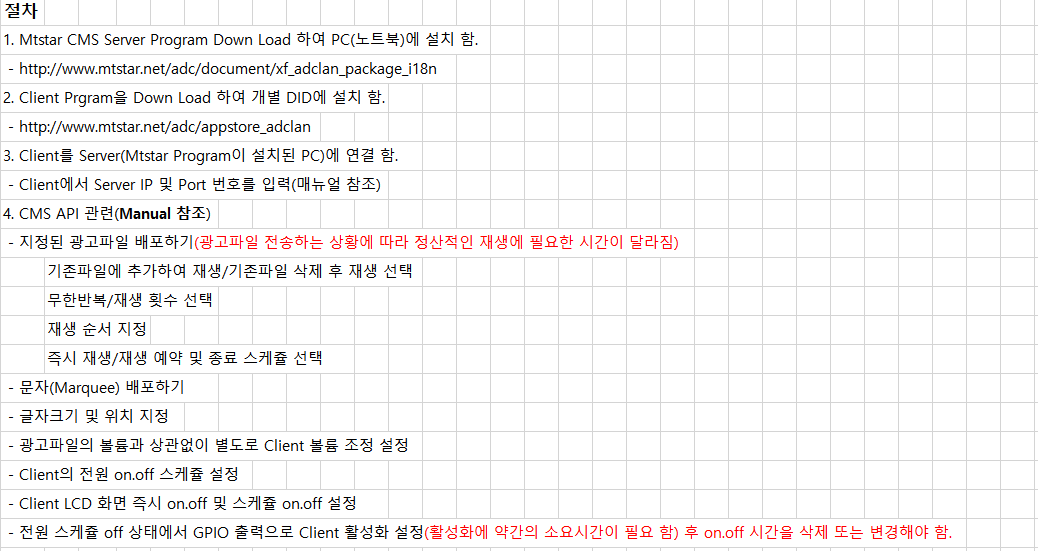 절차
1. Mtstar CMS Server Program Down Load 하여 PC(노트북)에 설치 함.
- http://www.mtstar.net/adc/document/xf_adclan_package_i18n
2. Client Prgram을 Down Load 하여 개별 DID에 설치 함.
- http://www.mtstar.net/adc/appstore_adclan
3. Client를 Server(Mtstar Program이 설치된 PC)에 연결 함.
- Client에서 Server IP 및 Port 번호를 입력(매뉴얼 참조)
4. CMS API 관련(Manual 참조)
- 지정된 광고파일 배포하기(광고파일 전송하는 상황에 따라 정산적인 재생에 필요한 시간이 달라짐)
기존파일에 추가하여 재생/기존파일 삭제 후 재생 선택
무한반복/재생 횟수 선택
재생 순서 지정
즉시 재생/재생 예약 및 종료 스케쥴 선택
- 문자(Marquee) 배포하기
- 글자크기 및 위치 지정
- 광고파일의 볼륨과 상관없이 별도로 Client 볼륨 조정 설정
- Client의 전원 on.off 스케쥴 설정
- Client LCD 화면 즉시 on.off 및 스케쥴 on.off 설정
- 전원 스케쥴 off 상태에서 GPIO 출력으로 Client 활성화 설정(활성화에 약간의 소요시간이 필요 함) 후 on.off 시간을 삭제 또는 변경해야 함.